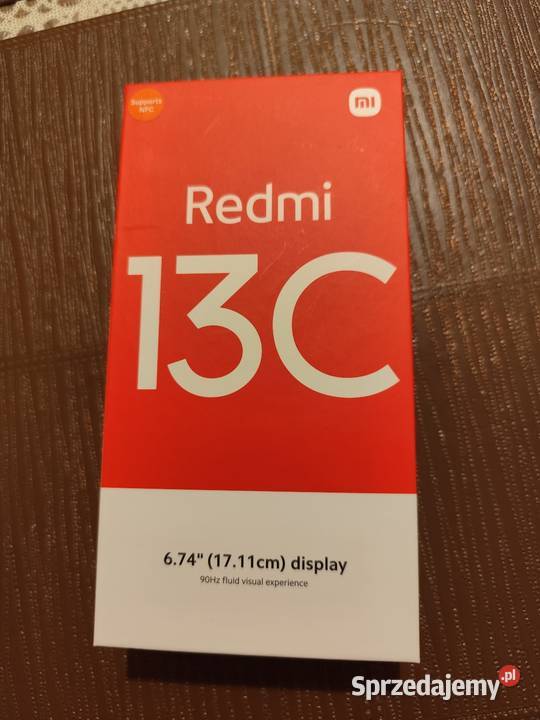 Supports
NFC
mi
Redmi
13C
6.74" (17.11cm) display
90Hz fluid visual experience
Sprzedajemy.pl